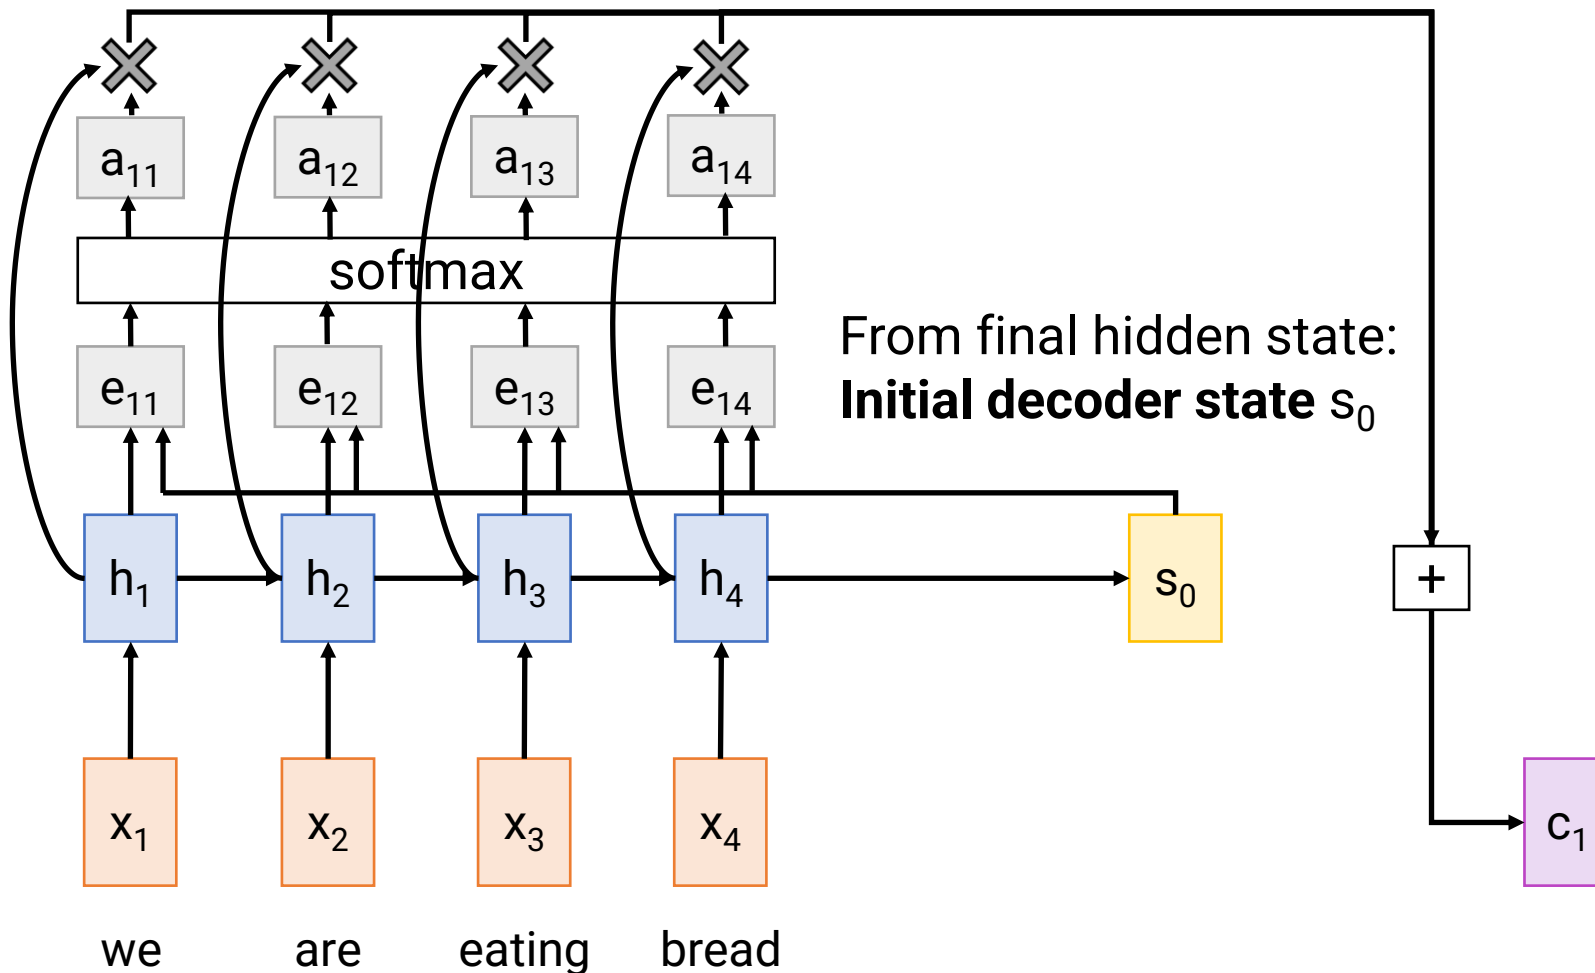 a₁₁ a₁₂ a₁₃ a₁₄
softmax
From final hidden state:
Initial decoder state s₀
e₁₁ e₁₂ e₁₃ e₁₄
h₁ h₂ h₃ h₄ s₀ +
x₁ x₂ x₃ x₄ c₁
we are eating bread